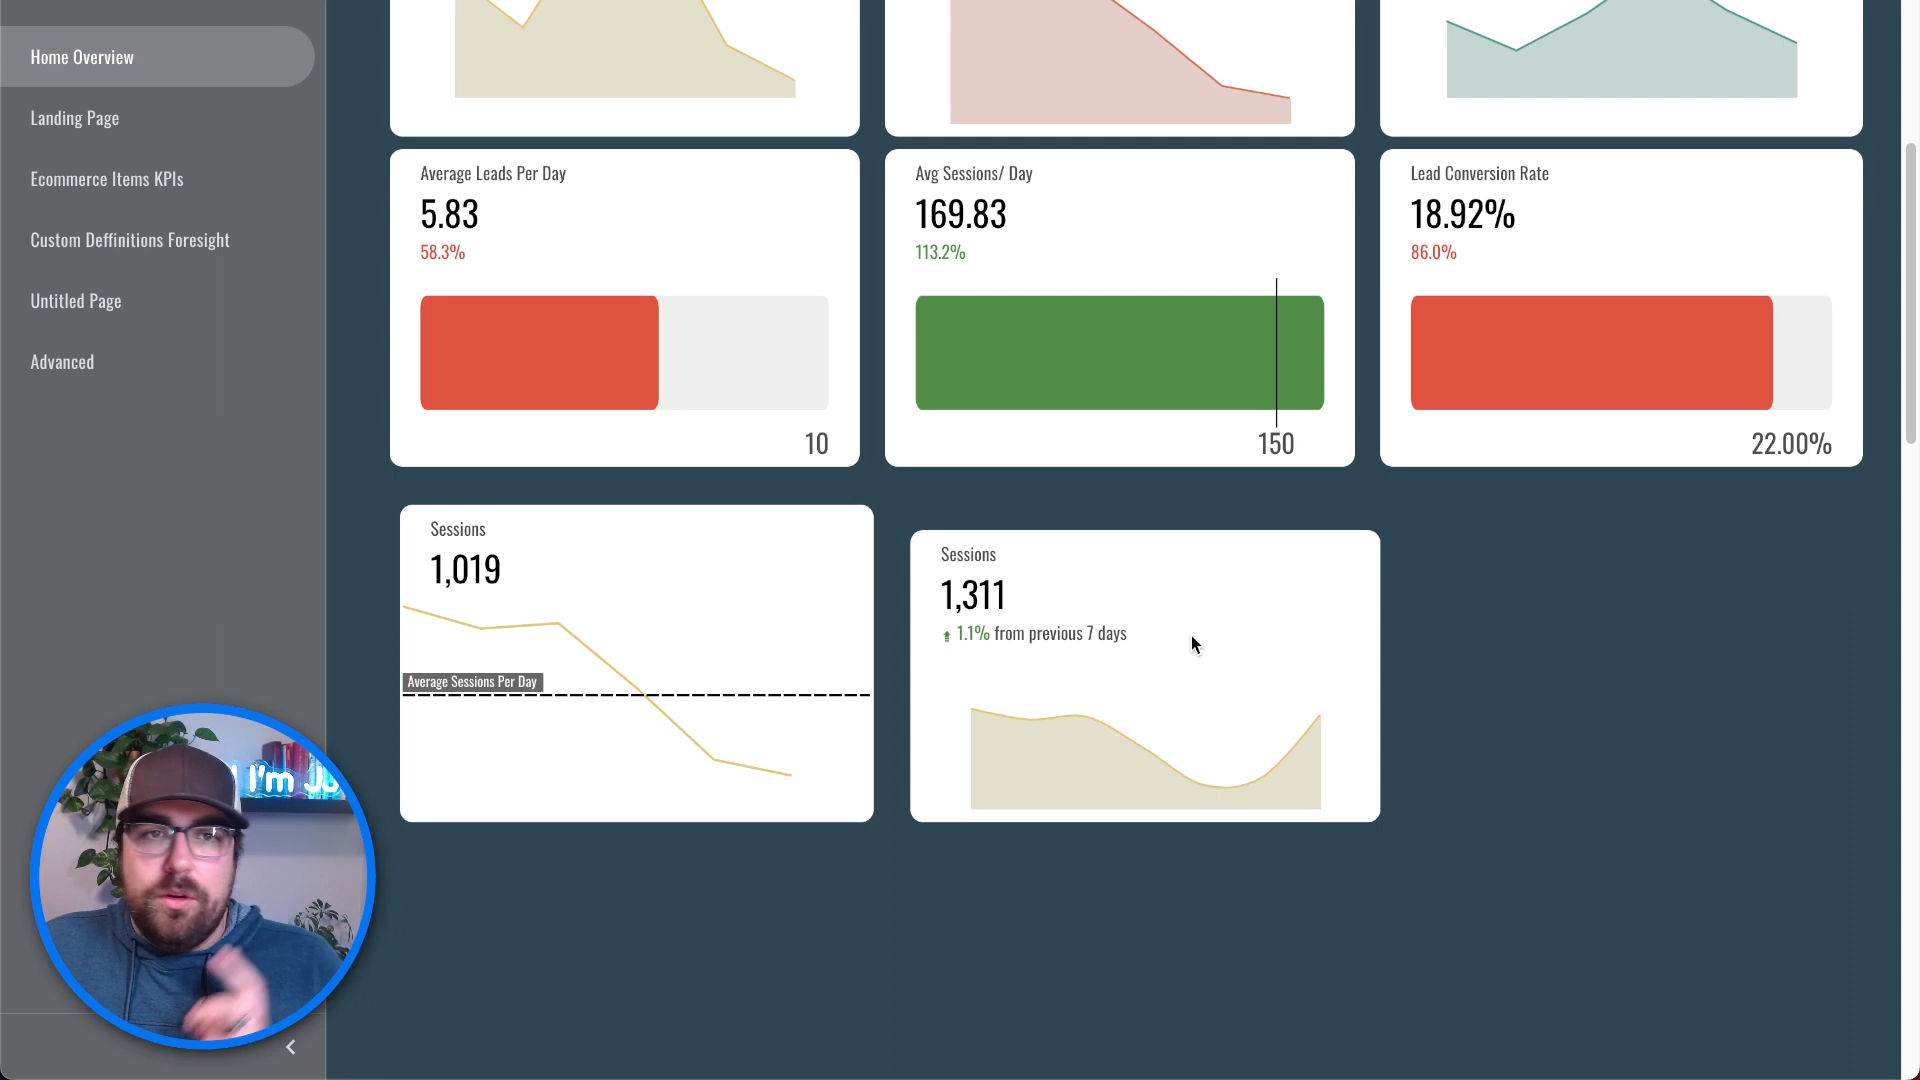 Home Overview
Landing Page
Ecommerce Items KPIs
Custom Deffinitions Foresight
Untitled Page
Advanced
Average Leads Per Day
5.83
58.3%
10
Avg Sessions/ Day
169.83
113.2%
150
Lead Conversion Rate
18.92%
86.0%
22.00%
Sessions
1,019
Average Sessions Per Day
Sessions
1,311
1.1% from previous 7 days
I'm